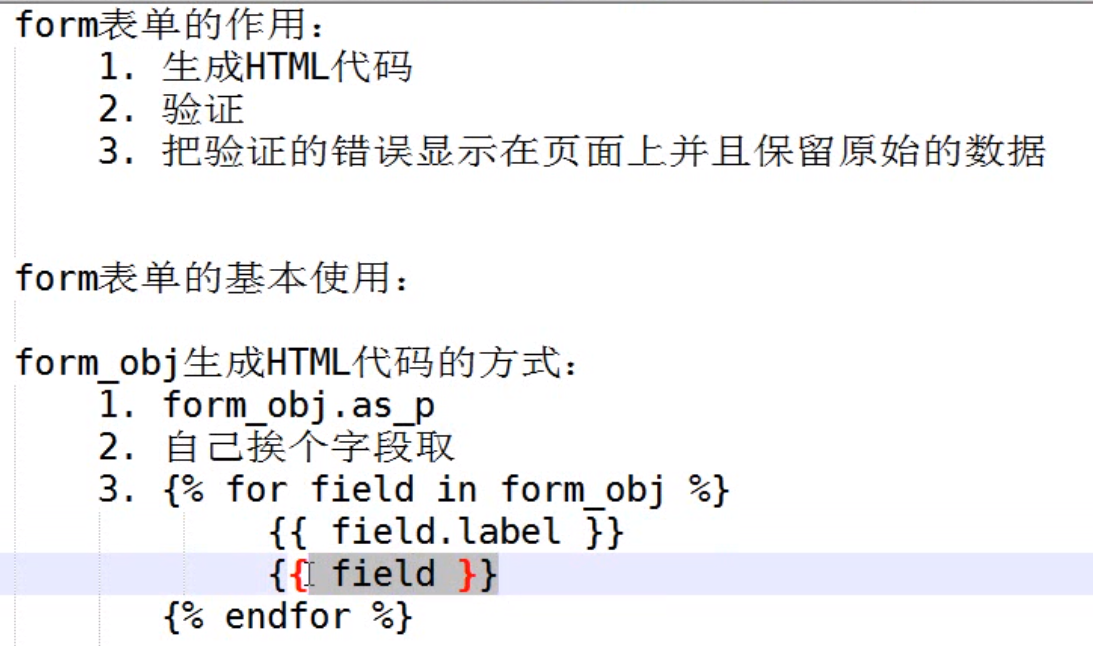 form表单的作用：
1. 生成HTML代码
2. 验证
3. 把验证的错误显示在页面上并且保留原始的数据
form表单的基本使用：
form_obj生成HTML代码的方式：
1. form_obj.as_p
2. 自己挨个字段取
3. {% for field in form_obj %}
{{ field.label }}
{{ field }}
{% endfor %}